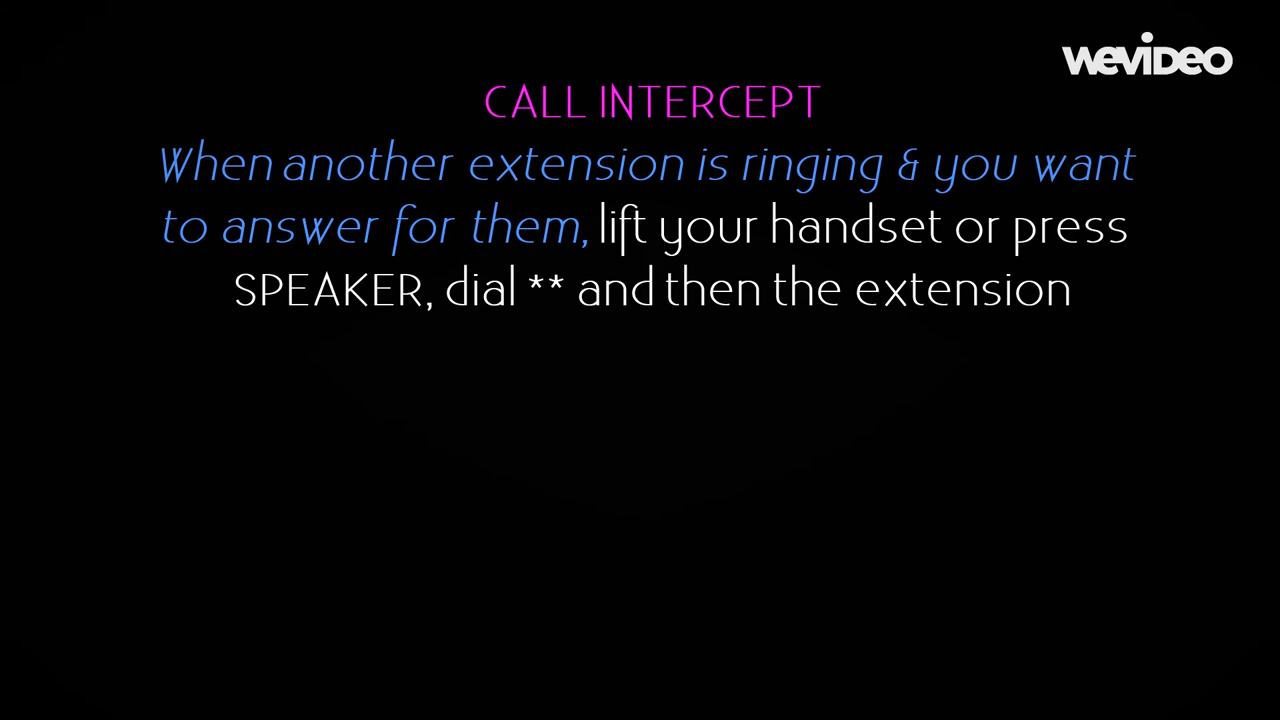 WEVIDEO
CALL INTERCEPT
When another extension is ringing & you want
to answer for them, lift your handset or press
SPEAKER, dial ** and then the extension